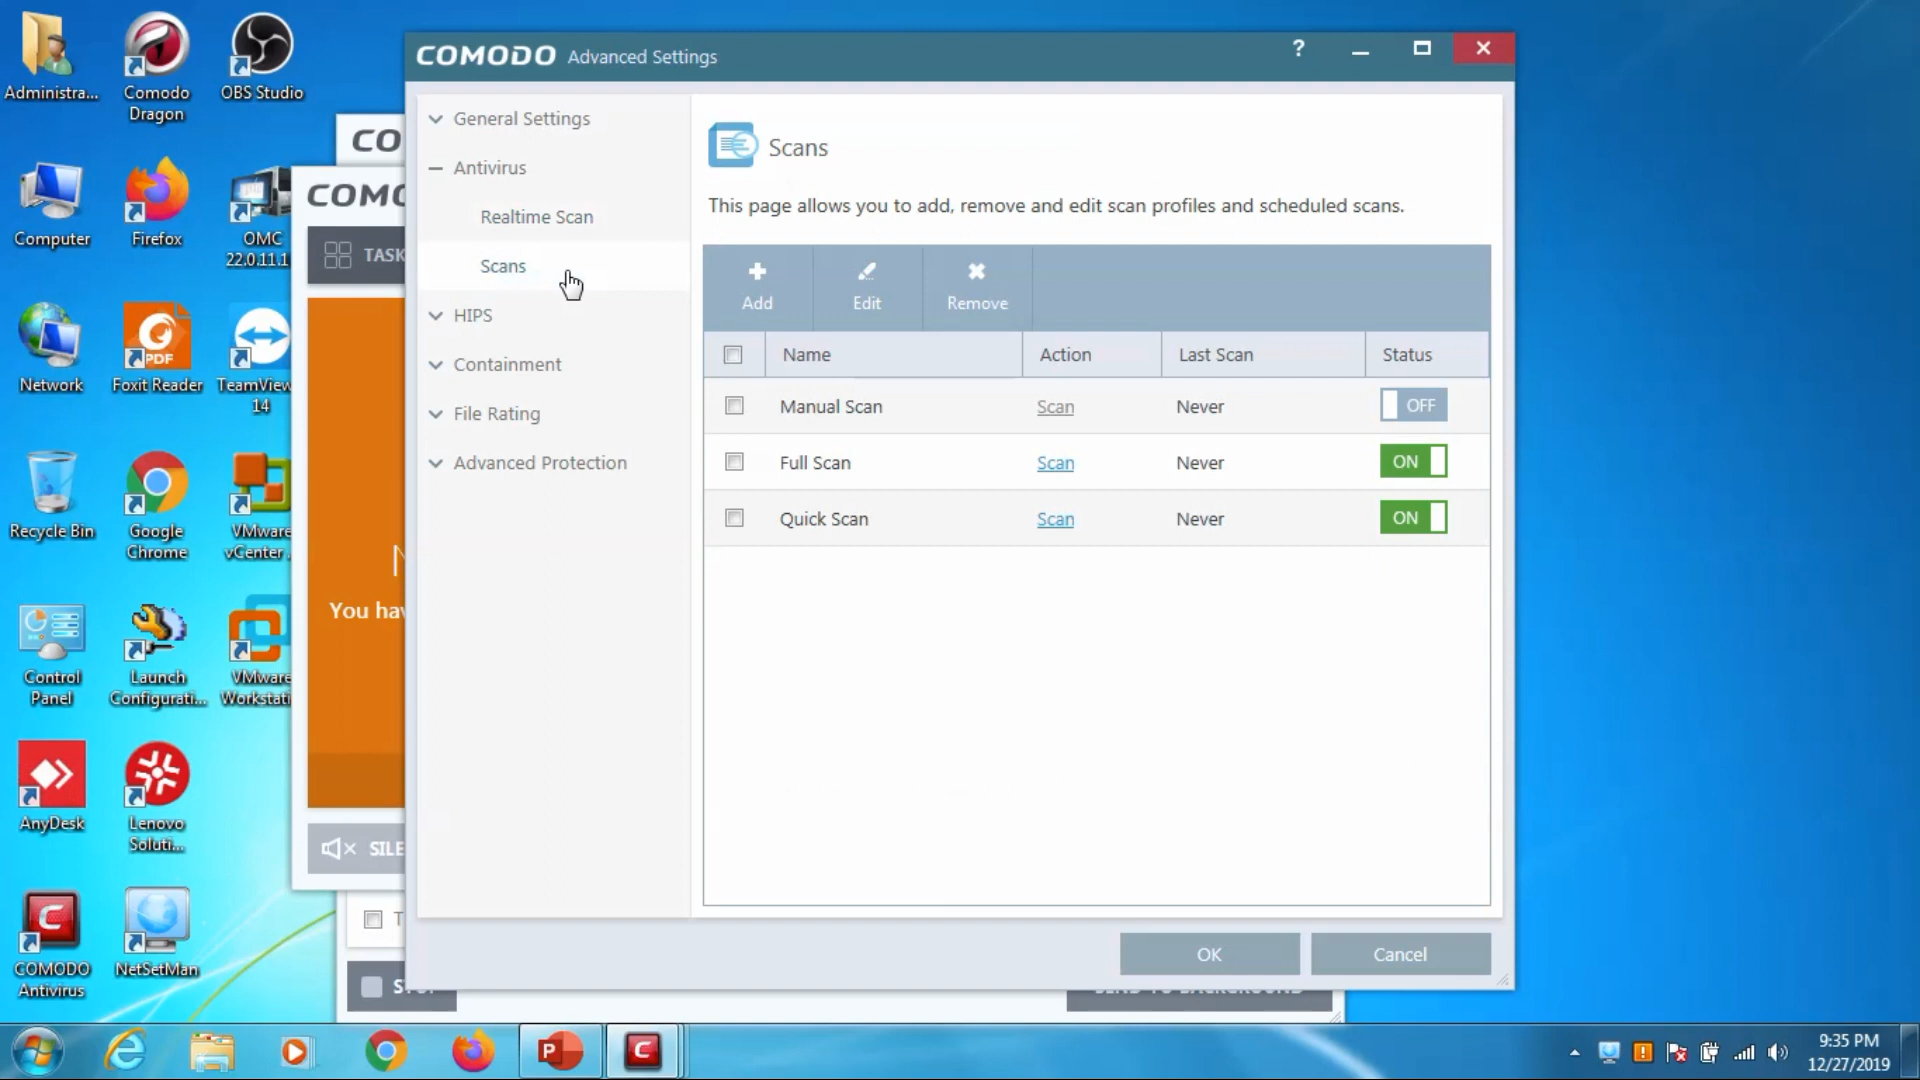 COMODO Advanced Settings
?
General Settings
Antivirus
Realtime Scan
Scans
HIPS
Containment
File Rating
Advanced Protection
Scans
This page allows you to add, remove and edit scan profiles and scheduled scans.
Add
Edit
Remove
Name Action Last Scan Status
Manual Scan Scan Never OFF
Full Scan Scan Never ON
Quick Scan Scan Never ON
OK
Cancel
CO
COMO
TASK
You hav
SILE
Administra...
Comodo
Dragon
OBS Studio
Computer
Firefox
OMC
22.0.11.1
Network
PDF
Foxit Reader
TeamView
14
Recycle Bin
Google
Chrome
VMware
vCenter
Control
Panel
Launch
Configurati...
VMware
Workstati
AnyDesk
Lenovo
Soluti...
COMODO
Antivirus
NetSetMan
9:35 PM
12/27/2019